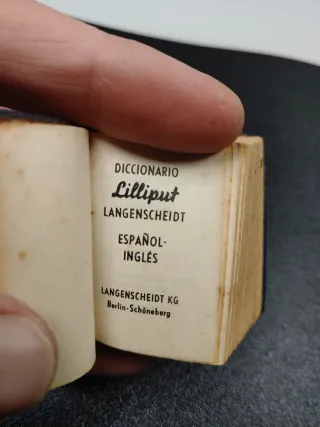 DICCIONARIO
Lilliput
LANGENSCHEIDT
ESPAÑOL-
INGLÉS
LANGENSCHEIDT KG
Berlin-Schöneberg